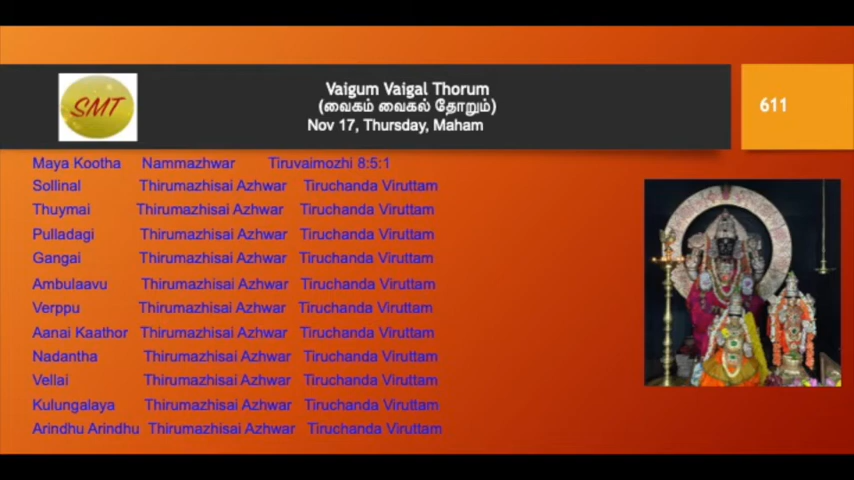 SMT
Vaigum Vaigal Thorum
(வைகம் வைகல் தோறும்)
Nov 17, Thursday, Maham
611
Maya Kootha Nammazhwar Tiruvaimozhi 8:5:1
Sollinal Thirumazhisai Azhwar Tiruchanda Viruttam
Thuymai Thirumazhisai Azhwar Tiruchanda Viruttam
Pulladagi Thirumazhisai Azhwar Tiruchanda Viruttam
Gangai Thirumazhisai Azhwar Tiruchanda Viruttam
Ambulaavu Thirumazhisai Azhwar Tiruchanda Viruttam
Verppu Thirumazhisai Azhwar Tiruchanda Viruttam
Aanai Kaathor Thirumazhisai Azhwar Tiruchanda Viruttam
Nadantha Thirumazhisai Azhwar Tiruchanda Viruttam
Vellai Thirumazhisai Azhwar Tiruchanda Viruttam
Kulungalaya Thirumazhisai Azhwar Tiruchanda Viruttam
Arindhu Arindhu Thirumazhisai Azhwar Tiruchanda Viruttam